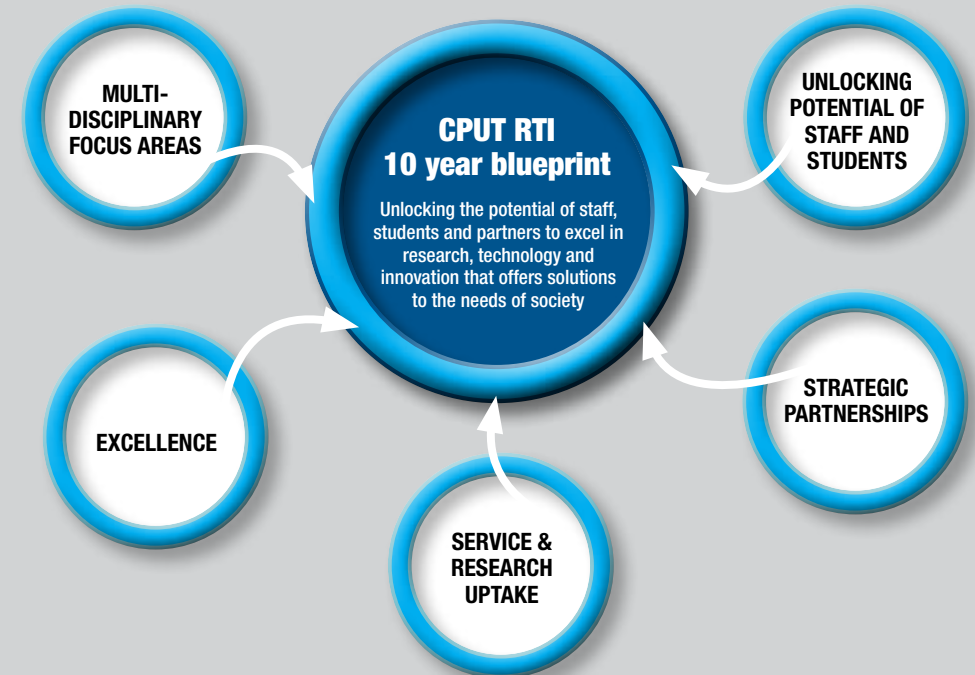 MULTI-
DISCIPLINARY
FOCUS AREAS
CPUT RTI
10 year blueprint
Unlocking the potential of staff,
students and partners to excel in
research, technology and
innovation that offers solutions
to the needs of society
UNLOCKING
POTENTIAL OF
STAFF AND
STUDENTS
EXCELLENCE
STRATEGIC
PARTNERSHIPS
SERVICE &
RESEARCH
UPTAKE